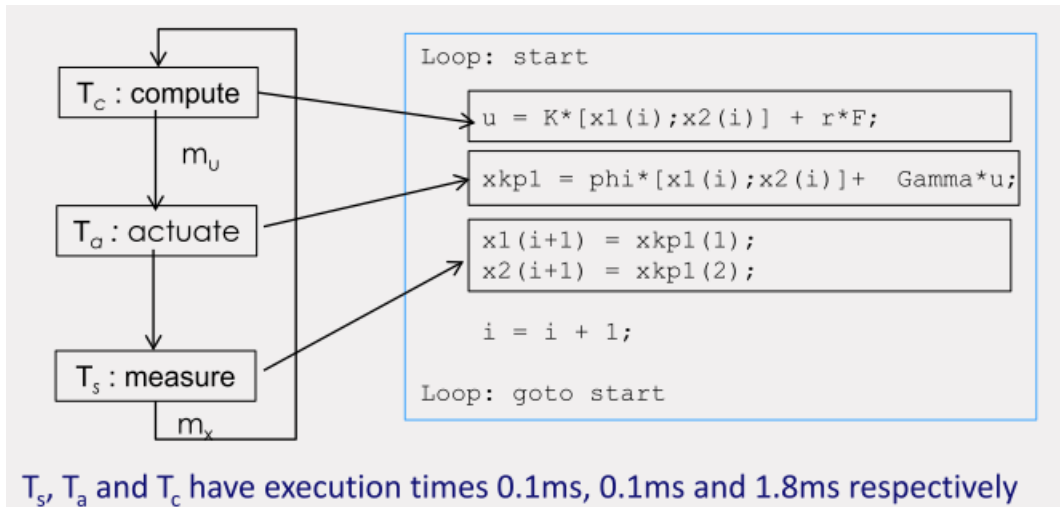 Loop: start
T_c : compute
u = K*[x1(i);x2(i)] + r*F;
m_u
xkp1 = phi*[x1(i);x2(i)]+ Gamma*u;
T_a : actuate
x1(i+1) = xkp1(1);
x2(i+1) = xkp1(2);
i = i + 1;
T_s : measure
Loop: goto start
m_x
T_s, T_a and T_c have execution times 0.1ms, 0.1ms and 1.8ms respectively